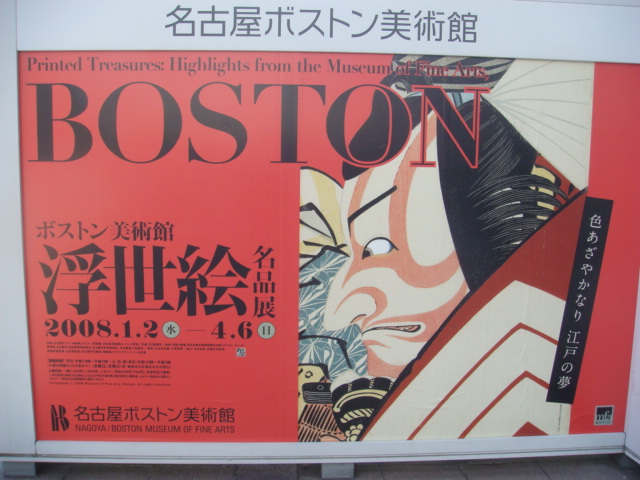 名古屋ボストン美術館
Printed Treasures: Highlights from the Museum of Fine Arts,
BOSTON
ボストン美術館
浮世絵
名品展
2008.1.2 水 — 4.6 日
色あざやかなり 江戸の夢
名古屋ボストン美術館
NAGOYA/BOSTON MUSEUM OF FINE ARTS
mfa